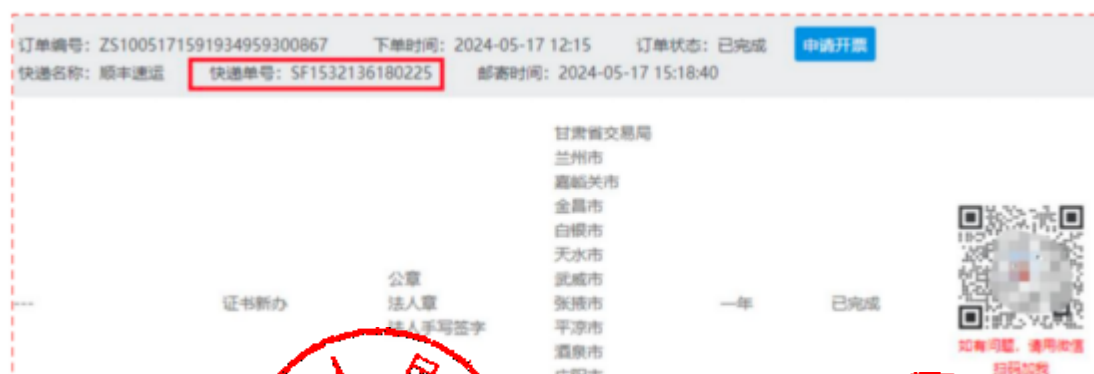 订单编号：ZS10051715919344959300867 下单时间：2024-05-17 12:15 订单状态：已完成 申请开票
快递名称：顺丰速运 快递单号：SF1532136180225 邮寄时间：2024-05-17 15:18:40
甘肃省交易局
兰州市
嘉峪关市
金昌市
白银市
天水市
公章 武威市
--- 证书新办 法人章 张掖市 一年 已完成
法人手写签字 平凉市
酒泉市
如有问题，请用微信
扫码加我